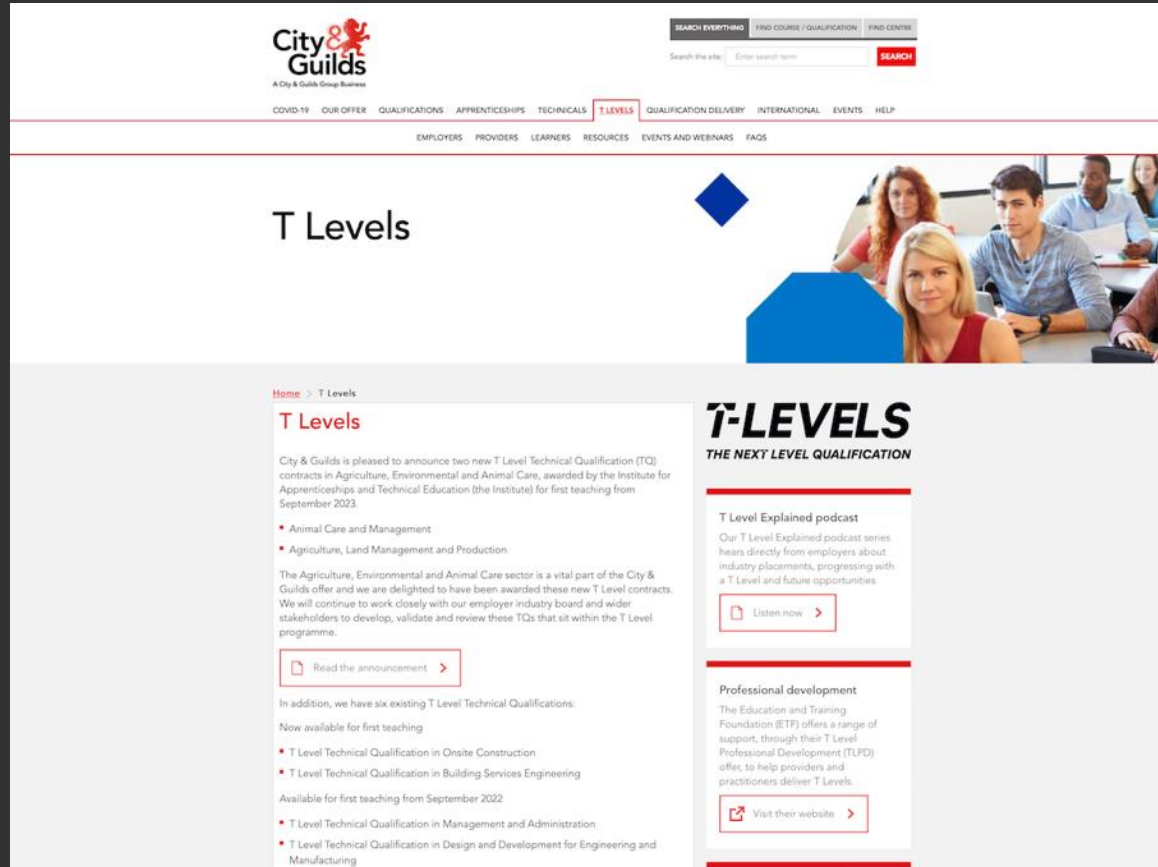 City&
Guilds
A City & Guilds Group Business
SEARCH EVERYTHING
FIND COURSE / QUALIFICATION
FIND CENTRE
Search the site:
Enter search term
SEARCH
COVID-19 OUR OFFER QUALIFICATIONS APPRENTICESHIPS TECHNICALS T LEVELS QUALIFICATION DELIVERY INTERNATIONAL EVENTS HELP
EMPLOYERS PROVIDERS LEARNERS RESOURCES EVENTS AND WEBINARS FAQS
T Levels
Home > T Levels
T Levels
City & Guilds is pleased to announce two new T Level Technical Qualification (TQ)
contracts in Agriculture, Environmental and Animal Care, awarded by the Institute for
Apprenticeships and Technical Education (the Institute) for first teaching from
September 2023.
Animal Care and Management
Agriculture, Land Management and Production
The Agriculture, Environmental and Animal Care sector is a vital part of the City &
Guilds offer and we are delighted to have been awarded these new T Level contracts.
We will continue to work closely with our employer industry board and wider
stakeholders to develop, validate and review these TQs that sit within the T Level
programme.
Read the announcement
In addition, we have six existing T Level Technical Qualifications:
Now available for first teaching
T Level Technical Qualification in Onsite Construction
T Level Technical Qualification in Building Services Engineering
Available for first teaching from September 2022
T Level Technical Qualification in Management and Administration
T Level Technical Qualification in Design and Development for Engineering and
Manufacturing
T-LEVELS
THE NEXT LEVEL QUALIFICATION
T Level Explained podcast
Our T Level Explained podcast series
hears directly from employers about
industry placements, progressing with
a T Level and future opportunities.
Listen now
Professional development
The Education and Training
Foundation (ETF) offers a range of
support, through their T Level
Professional Development (TLPD)
offer, to help providers and
practitioners deliver T Levels.
Visit their website